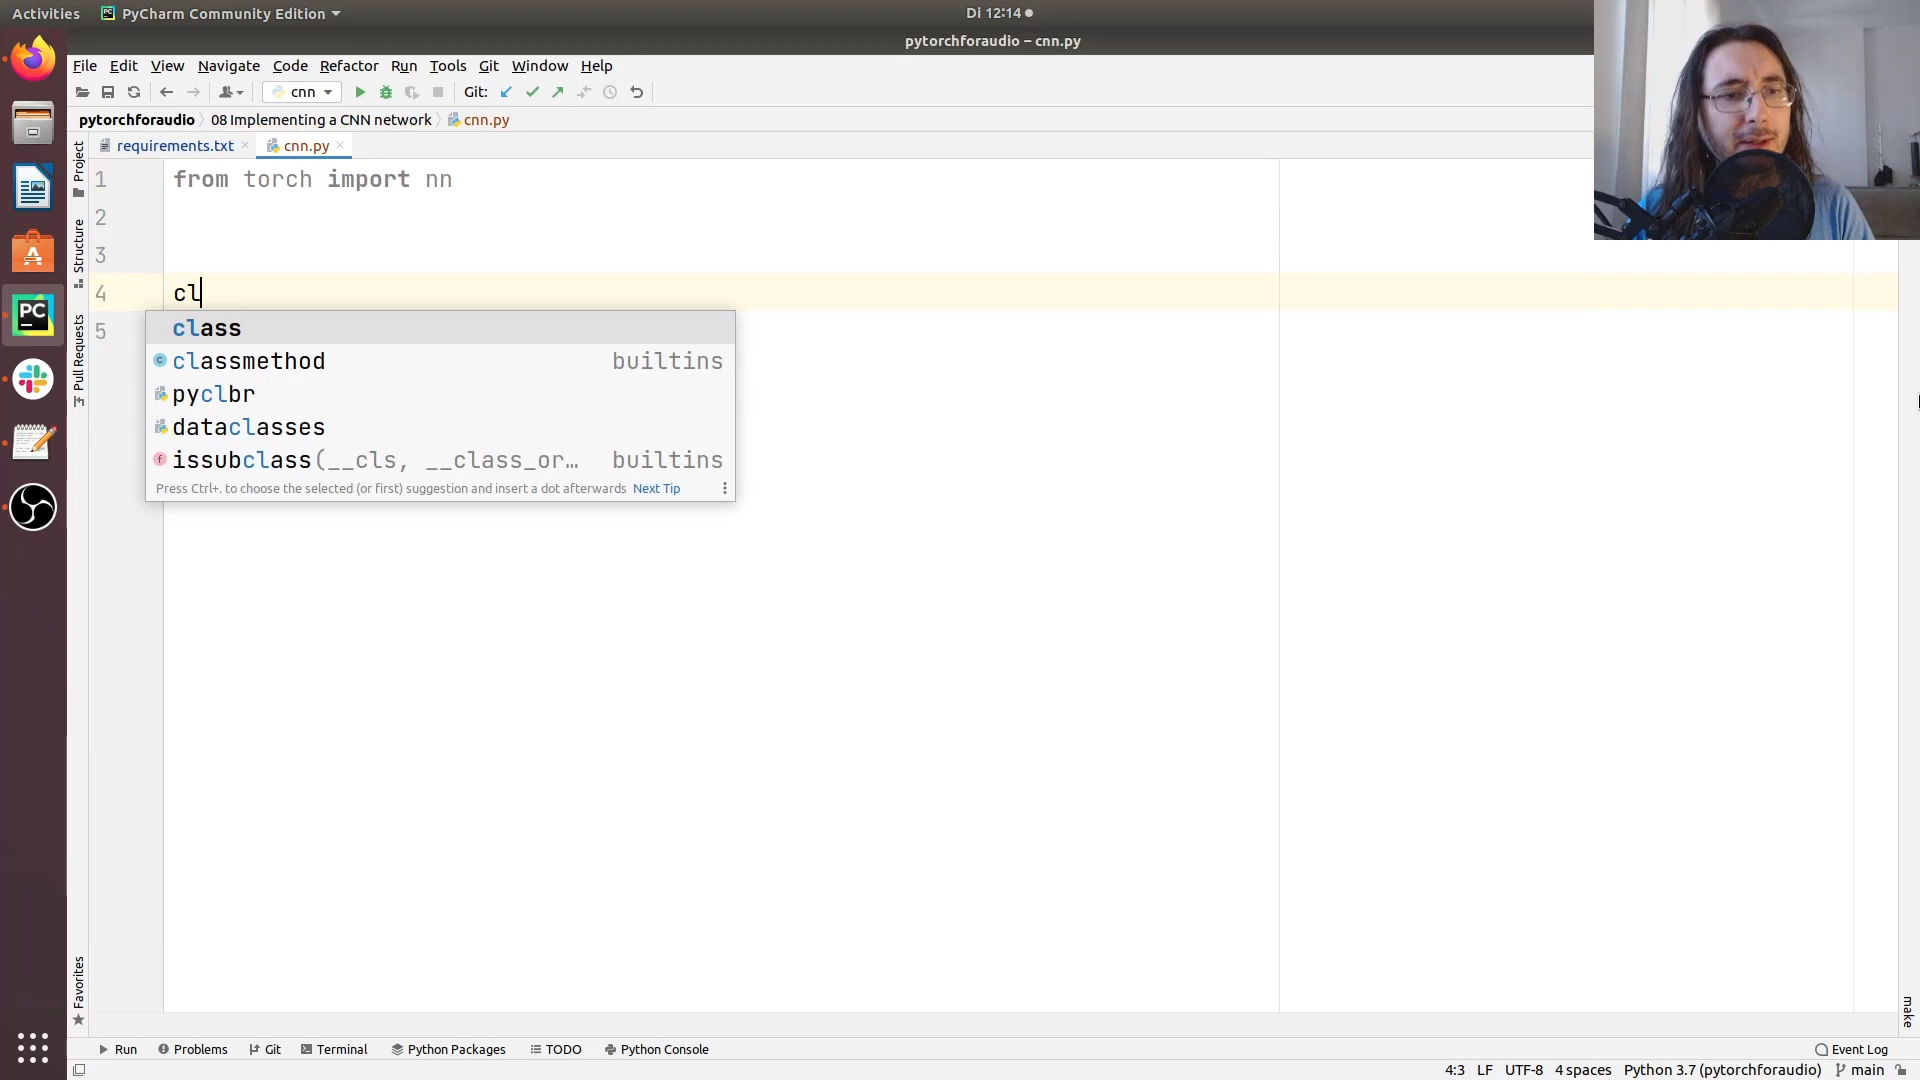 Activities PyCharm Community Edition Di 12:14
pytorchforaudio – cnn.py
File Edit View Navigate Code Refactor Run Tools Git Window Help
cnn Git:
pytorchforaudio 08 Implementing a CNN network cnn.py
requirements.txt cnn.py
Project
Structure
Pull Requests
Favorites
1 from torch import nn
2
3
4 cl
5
class
classmethod builtins
pyclbr
dataclasses
issubclass(__cls, __class_or… builtins
Press Ctrl+. to choose the selected (or first) suggestion and insert a dot afterwards Next Tip
PC
make
Run Problems Git Terminal Python Packages TODO Python Console Event Log
4:3 LF UTF-8 4 spaces Python 3.7 (pytorchforaudio) main